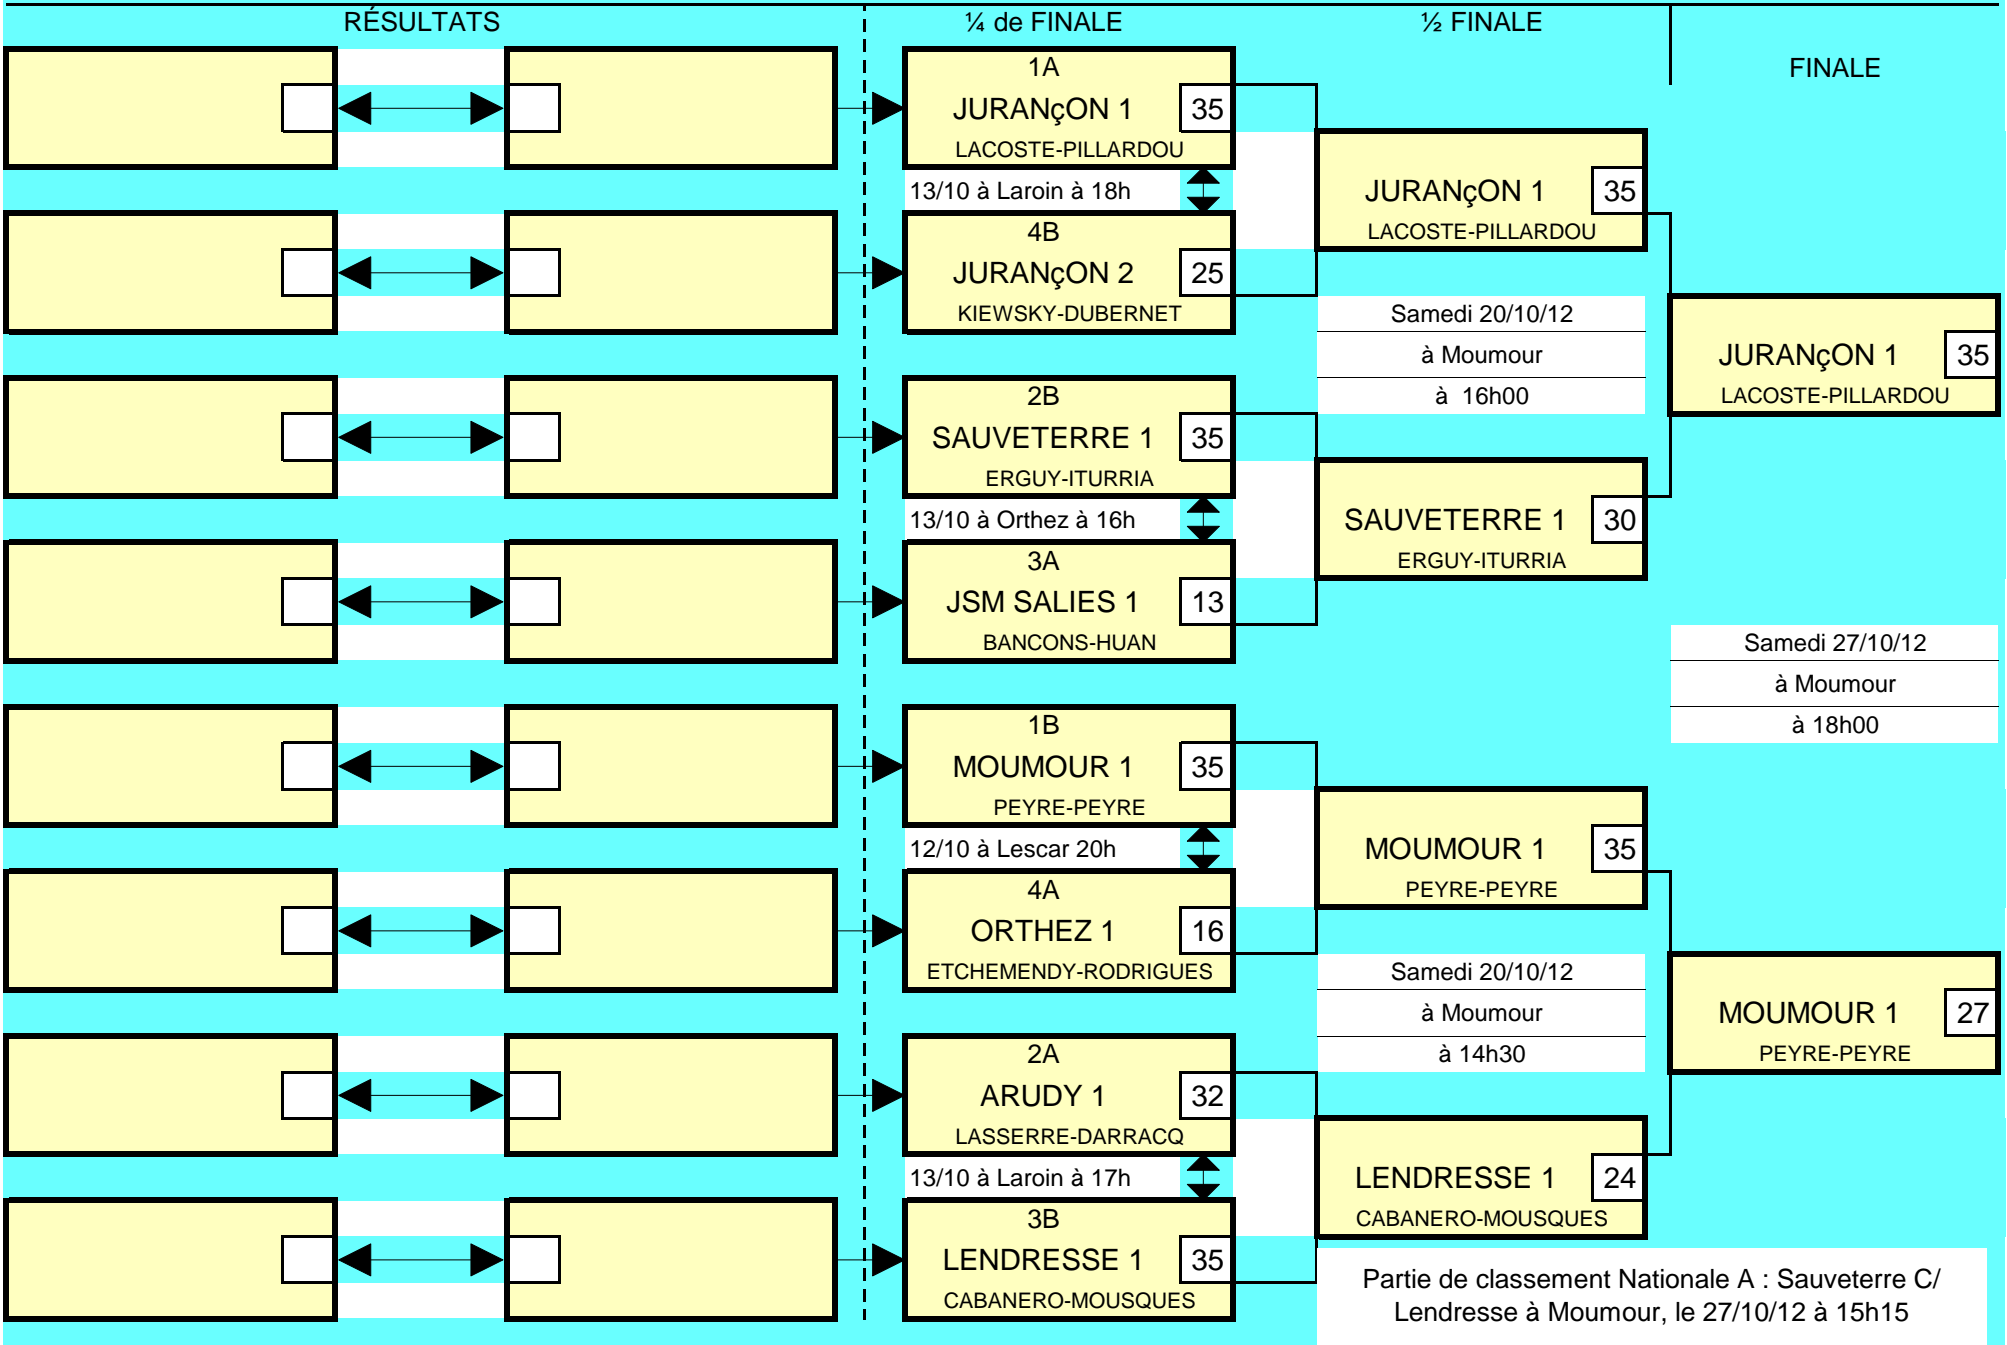 RÉSULTATS
¼ de FINALE
½ FINALE
FINALE
1A
JURANçON 1
35
LACOSTE-PILLARDOU
13/10 à Laroin à 18h
4B
JURANçON 2
25
KIEWSKY-DUBERNET
2B
SAUVETERRE 1
35
ERGUY-ITURRIA
13/10 à Orthez à 16h
3A
JSM SALIES 1
13
BANCONS-HUAN
1B
MOUMOUR 1
35
PEYRE-PEYRE
12/10 à Lescar 20h
4A
ORTHEZ 1
16
ETCHEMENDY-RODRIGUES
2A
ARUDY 1
32
LASSERRE-DARRACQ
13/10 à Laroin à 17h
3B
LENDRESSE 1
35
CABANERO-MOUSQUES
JURANçON 1
35
LACOSTE-PILLARDOU
Samedi 20/10/12
à Moumour
à 16h00
SAUVETERRE 1
30
ERGUY-ITURRIA
MOUMOUR 1
35
PEYRE-PEYRE
Samedi 20/10/12
à Moumour
à 14h30
LENDRESSE 1
24
CABANERO-MOUSQUES
JURANçON 1
35
LACOSTE-PILLARDOU
Samedi 27/10/12
à Moumour
à 18h00
MOUMOUR 1
27
PEYRE-PEYRE
Partie de classement Nationale A : Sauveterre C/
Lendresse à Moumour, le 27/10/12 à 15h15